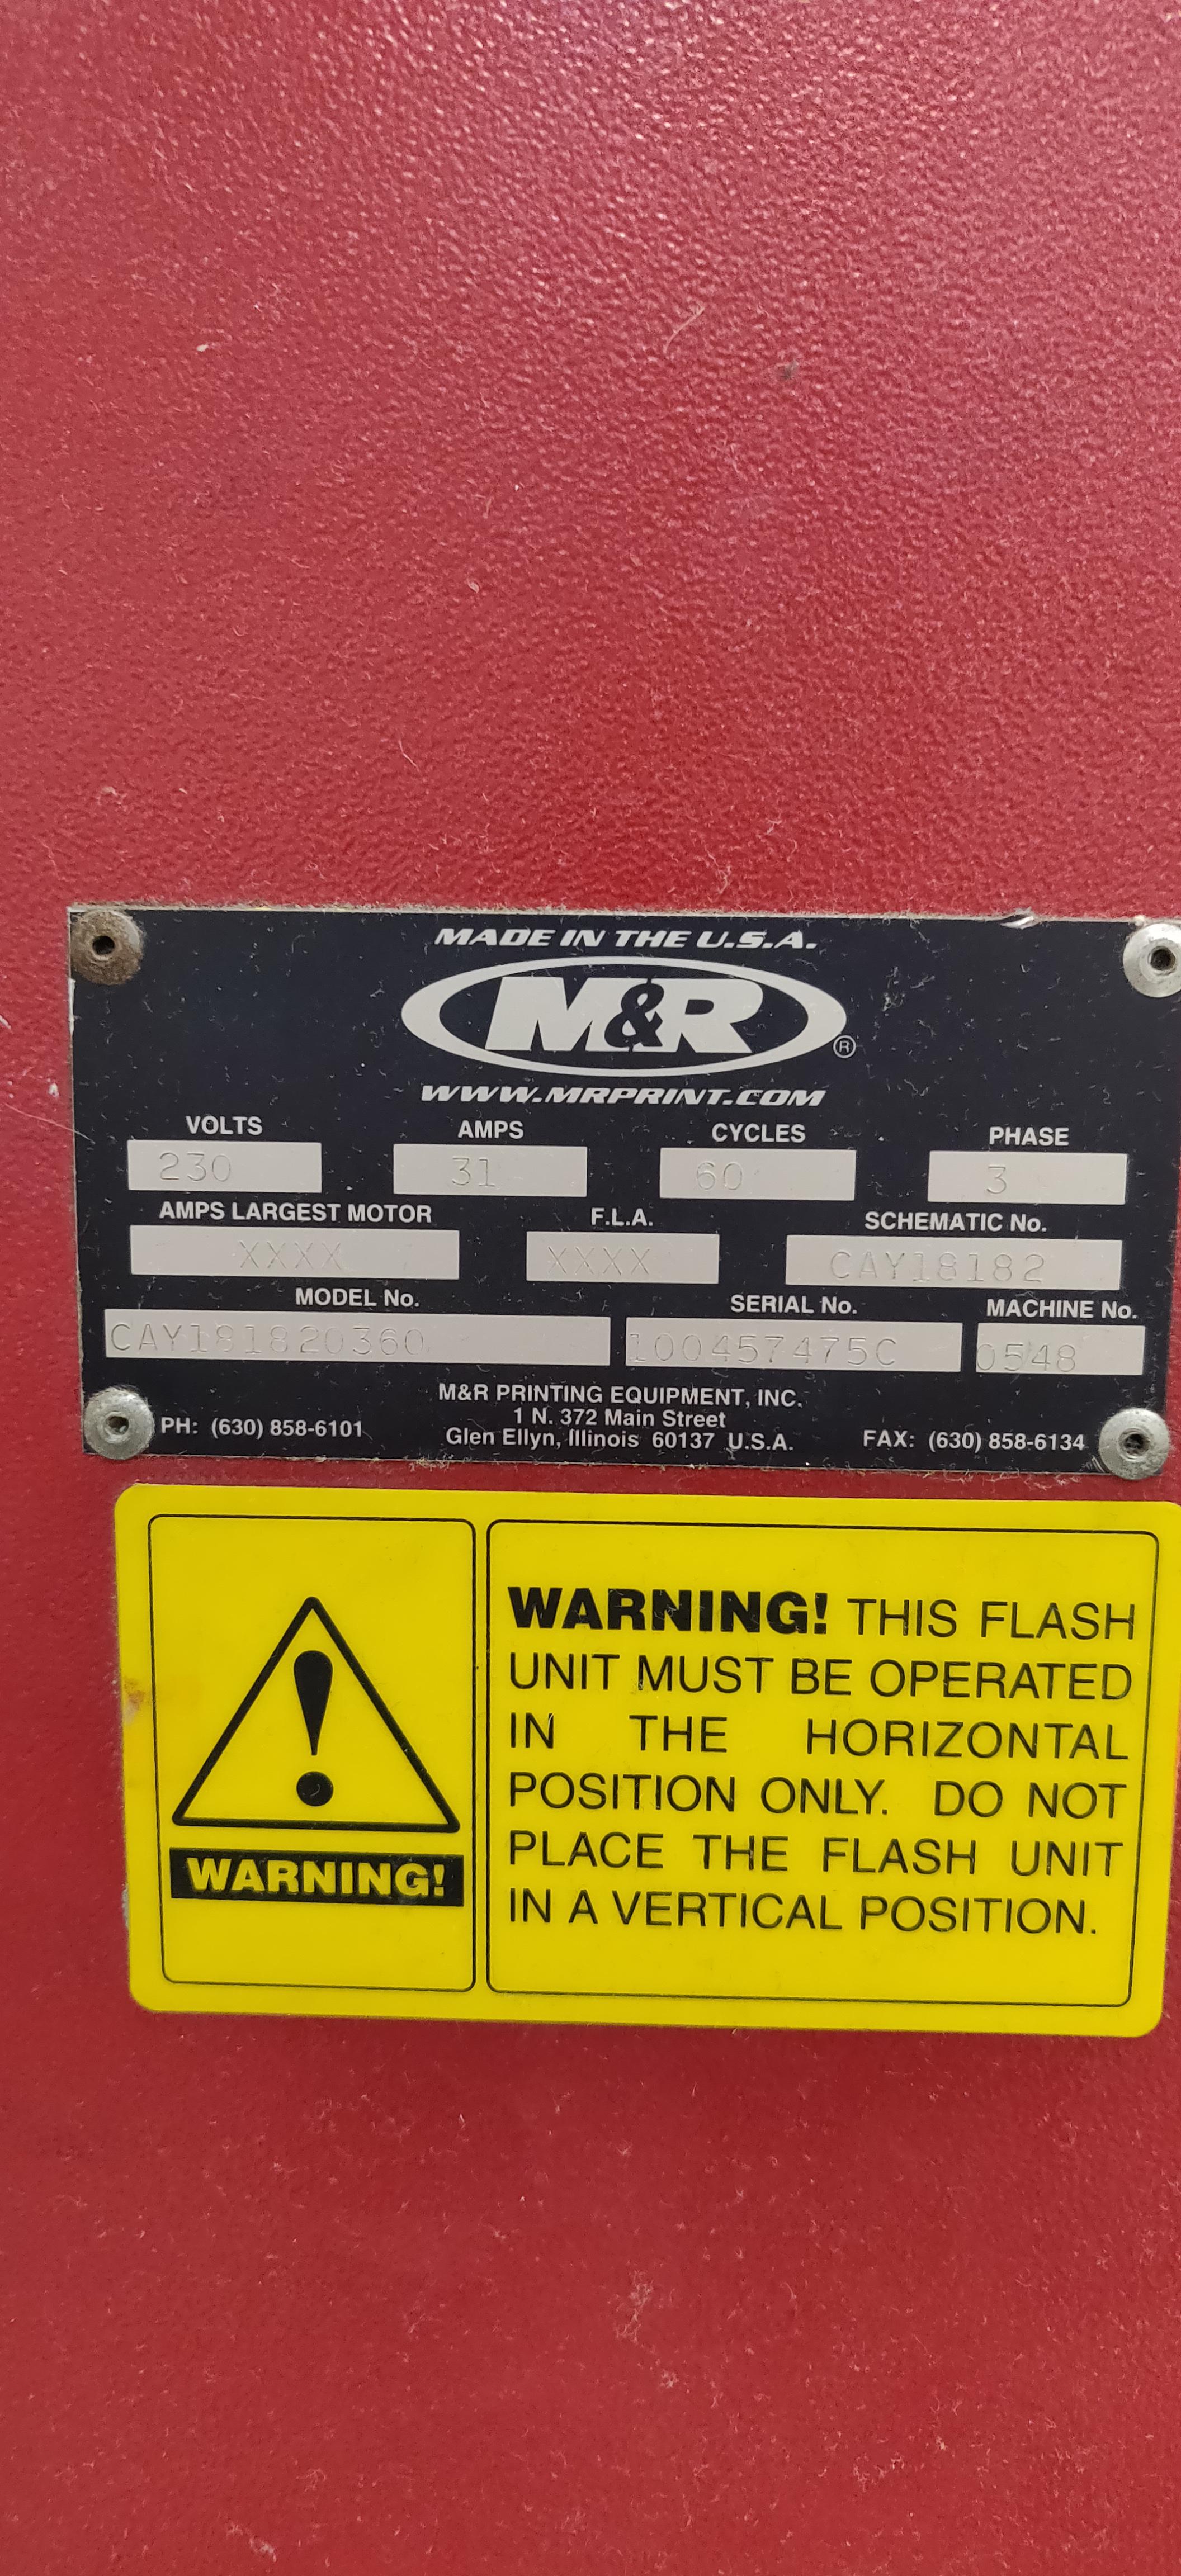 MADE IN THE U.S.A.
M&R®
WWW.MRPRINT.COM
VOLTS AMPS CYCLES PHASE
230 31 60 3
AMPS LARGEST MOTOR F.L.A. SCHEMATIC No.
XXXX XXXX CAY18182
MODEL No. SERIAL No. MACHINE No.
CAY181820360 100457475C 0548
M&R PRINTING EQUIPMENT, INC.
1 N. 372 Main Street
PH: (630) 858-6101 Glen Ellyn, Illinois 60137 U.S.A. FAX: (630) 858-6134
WARNING!
WARNING! THIS FLASH
UNIT MUST BE OPERATED
IN THE HORIZONTAL
POSITION ONLY. DO NOT
PLACE THE FLASH UNIT
IN A VERTICAL POSITION.